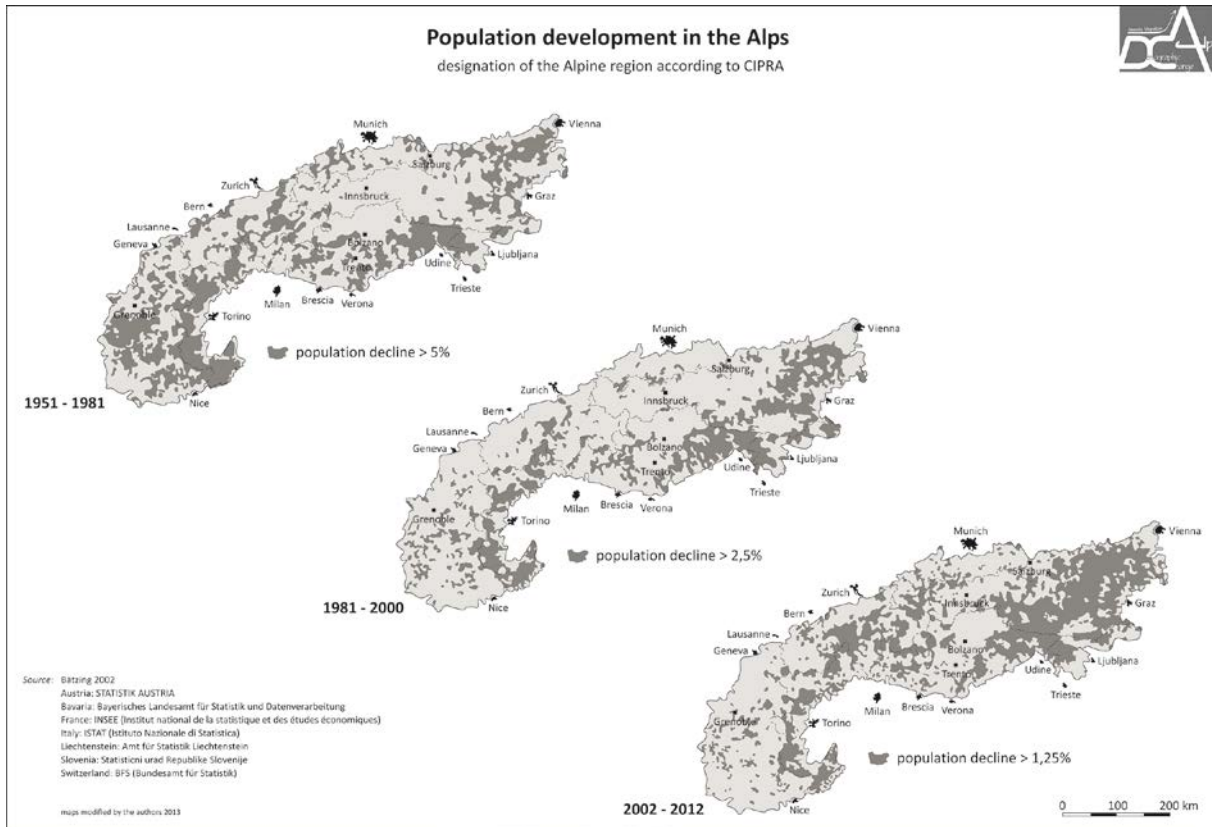 Population development in the Alps
designation of the Alpine region according to CIPRA
Munich
Vienna
Salzburg
Zurich
Innsbruck
Bern
Graz
Lausanne
Geneva
Bolzano
Trento
Udine
Ljubljana
Trieste
Milan
Brescia
Verona
Grenoble
Torino
population decline > 5%
Nice
1951 - 1981
Munich
Vienna
Salzburg
Zurich
Innsbruck
Bern
Graz
Lausanne
Geneva
Bolzano
Trento
Udine
Ljubljana
Trieste
Milan
Brescia
Verona
Grenoble
Torino
population decline > 2,5%
Nice
1981 - 2000
Munich
Vienna
Salzburg
Zurich
Innsbruck
Bern
Graz
Lausanne
Geneva
Bolzano
Trento
Udine
Ljubljana
Trieste
Milan
Brescia
Verona
Grenoble
Torino
population decline > 1,25%
Nice
2002 - 2012
0 100 200 km
Source: Bätzing 2002
Austria: STATISTIK AUSTRIA
Bavaria: Bayerisches Landesamt für Statistik und Datenverarbeitung
France: INSEE (Institut national de la statistique et des études économiques)
Italy: ISTAT (Istituto Nazionale di Statistica)
Liechtenstein: Amt für Statistik Liechtenstein
Slovenia: Statisticni urad Republike Slovenije
Switzerland: BFS (Bundesamt für Statistik)
maps modified by the authors 2013